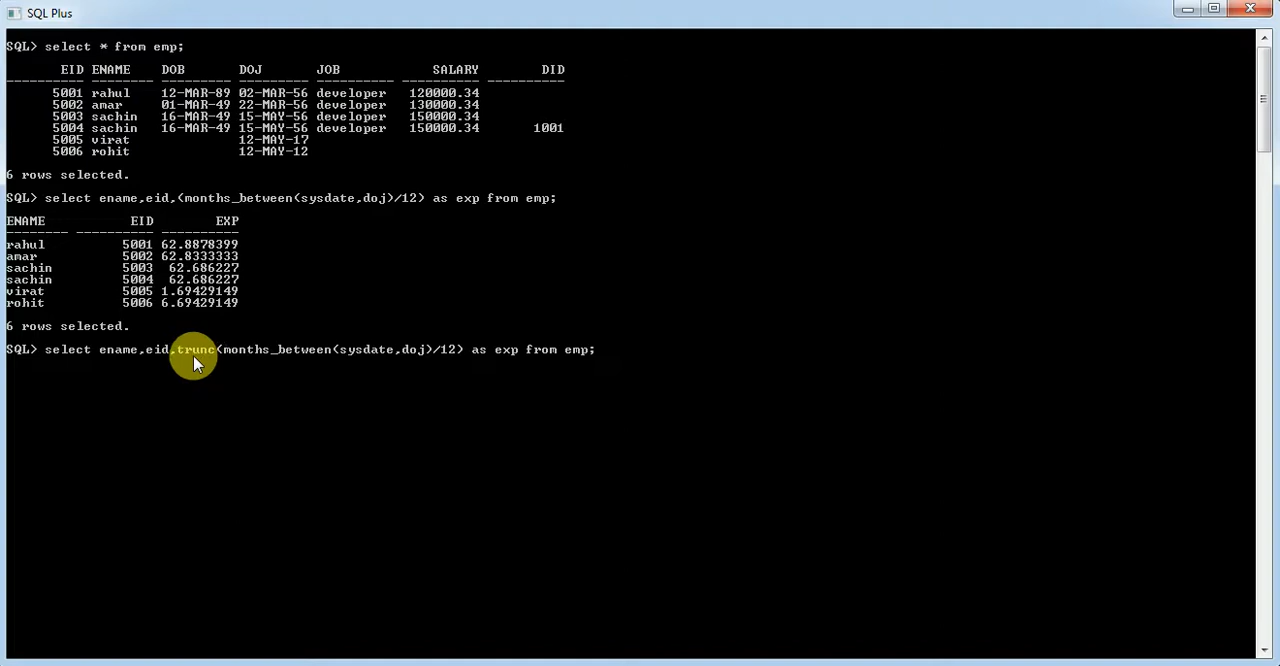 SQL Plus
SQL> select * from emp;
EID ENAME DOB DOJ JOB SALARY DID
---------- -------- --------- --------- ---------- ---------- ----------
5001 rahul 12-MAR-89 02-MAR-56 developer 120000.34
5002 amar 01-MAR-49 22-MAR-56 developer 130000.34
5003 sachin 16-MAR-49 15-MAY-56 developer 150000.34
5004 sachin 16-MAR-49 15-MAY-56 developer 150000.34 1001
5005 virat 12-MAY-17
5006 rohit 12-MAY-12
6 rows selected.
SQL> select ename,eid,(months_between(sysdate,doj)/12) as exp from emp;
ENAME EID EXP
-------- ---------- ----------
rahul 5001 62.8878399
amar 5002 62.8333333
sachin 5003 62.686227
sachin 5004 62.686227
virat 5005 1.69429149
rohit 5006 6.69429149
6 rows selected.
SQL> select ename,eid,trunc(months_between(sysdate,doj)/12) as exp from emp;